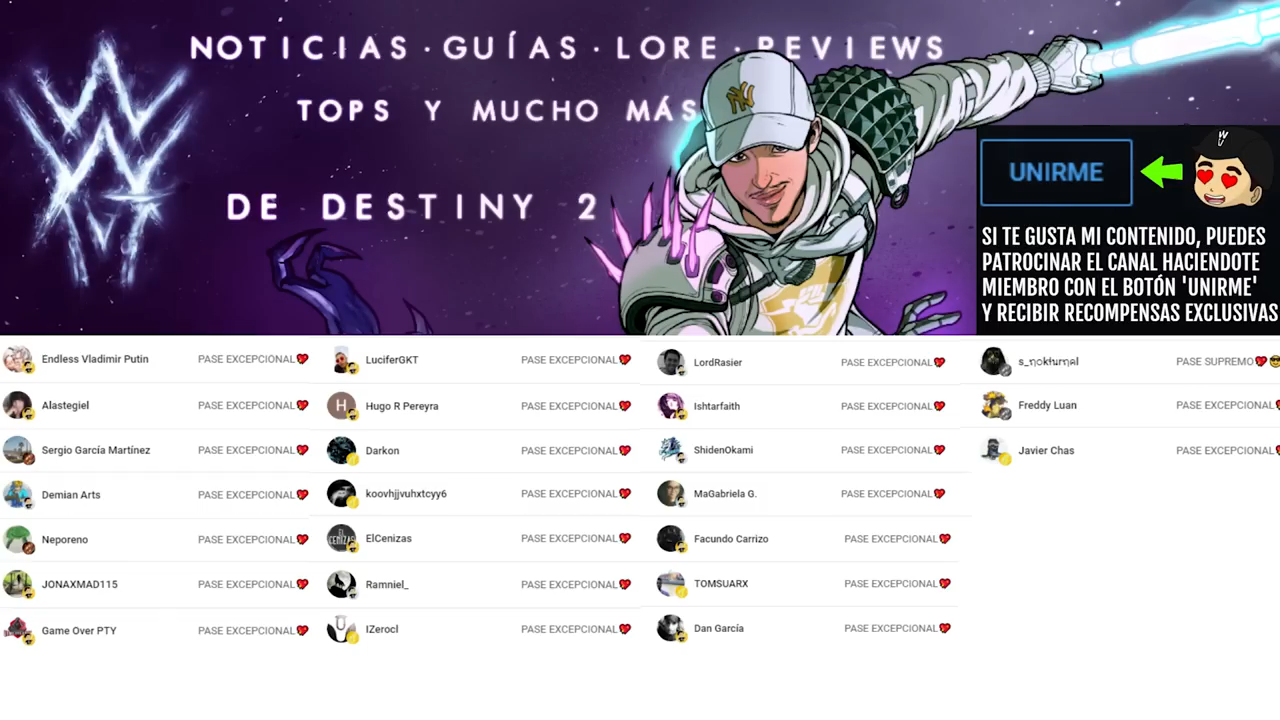 NOTICIAS · GUÍAS · LORE · REVIEWS
TOPS Y MUCHO MÁS
DE DESTINY 2
UNIRME
SI TE GUSTA MI CONTENIDO, PUEDES
PATROCINAR EL CANAL HACIENDOTE
MIEMBRO CON EL BOTÓN 'UNIRME'
Y RECIBIR RECOMPENSAS EXCLUSIVAS
Endless Vladimir Putin PASE EXCEPCIONAL
Alastegiel PASE EXCEPCIONAL
Sergio García Martínez PASE EXCEPCIONAL
Demian Arts PASE EXCEPCIONAL
Neporeno PASE EXCEPCIONAL
JONAXMAD115 PASE EXCEPCIONAL
Game Over PTY PASE EXCEPCIONAL
LuciferGKT PASE EXCEPCIONAL
H Hugo R Pereyra PASE EXCEPCIONAL
Darkon PASE EXCEPCIONAL
koovhjjvuhxtcyy6 PASE EXCEPCIONAL
EL CENIZAS ElCenizas PASE EXCEPCIONAL
Ramniel_ PASE EXCEPCIONAL
IZerocl PASE EXCEPCIONAL
LordRasier PASE EXCEPCIONAL
Ishtarfaith PASE EXCEPCIONAL
ShidenOkami PASE EXCEPCIONAL
MaGabriela G. PASE EXCEPCIONAL
Facundo Carrizo PASE EXCEPCIONAL
TOMSUARX PASE EXCEPCIONAL
Dan García PASE EXCEPCIONAL
s_nokturnal PASE SUPREMO
Freddy Luan PASE EXCEPCIONAL
Javier Chas PASE EXCEPCIONAL